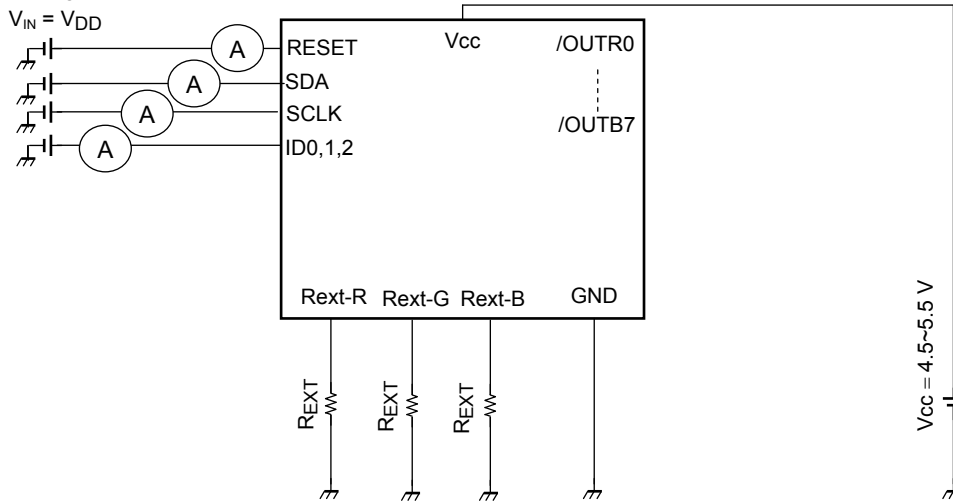 VIN = VDD
A
RESET
A
SDA
A
SCLK
A
ID0,1,2
Vcc
/OUTR0
/OUTB7
Rext-R
Rext-G
Rext-B
GND
REXT
REXT
REXT
Vcc = 4.5~5.5 V